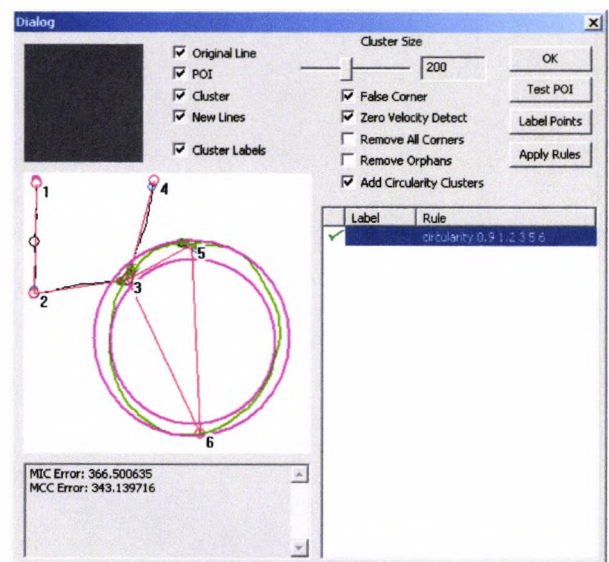 Dialog
Original Line
POI
Cluster
New Lines
Cluster Labels
Cluster Size
200
False Corner
Zero Velocity Detect
Remove All Corners
Remove Orphans
Add Circularity Clusters
OK
Test POI
Label Points
Apply Rules
1
4
5
3
2
6
Label Rule
circularity 0.9 1.2 3 5 6
MIC Error: 366.500635
MCC Error: 343.139716